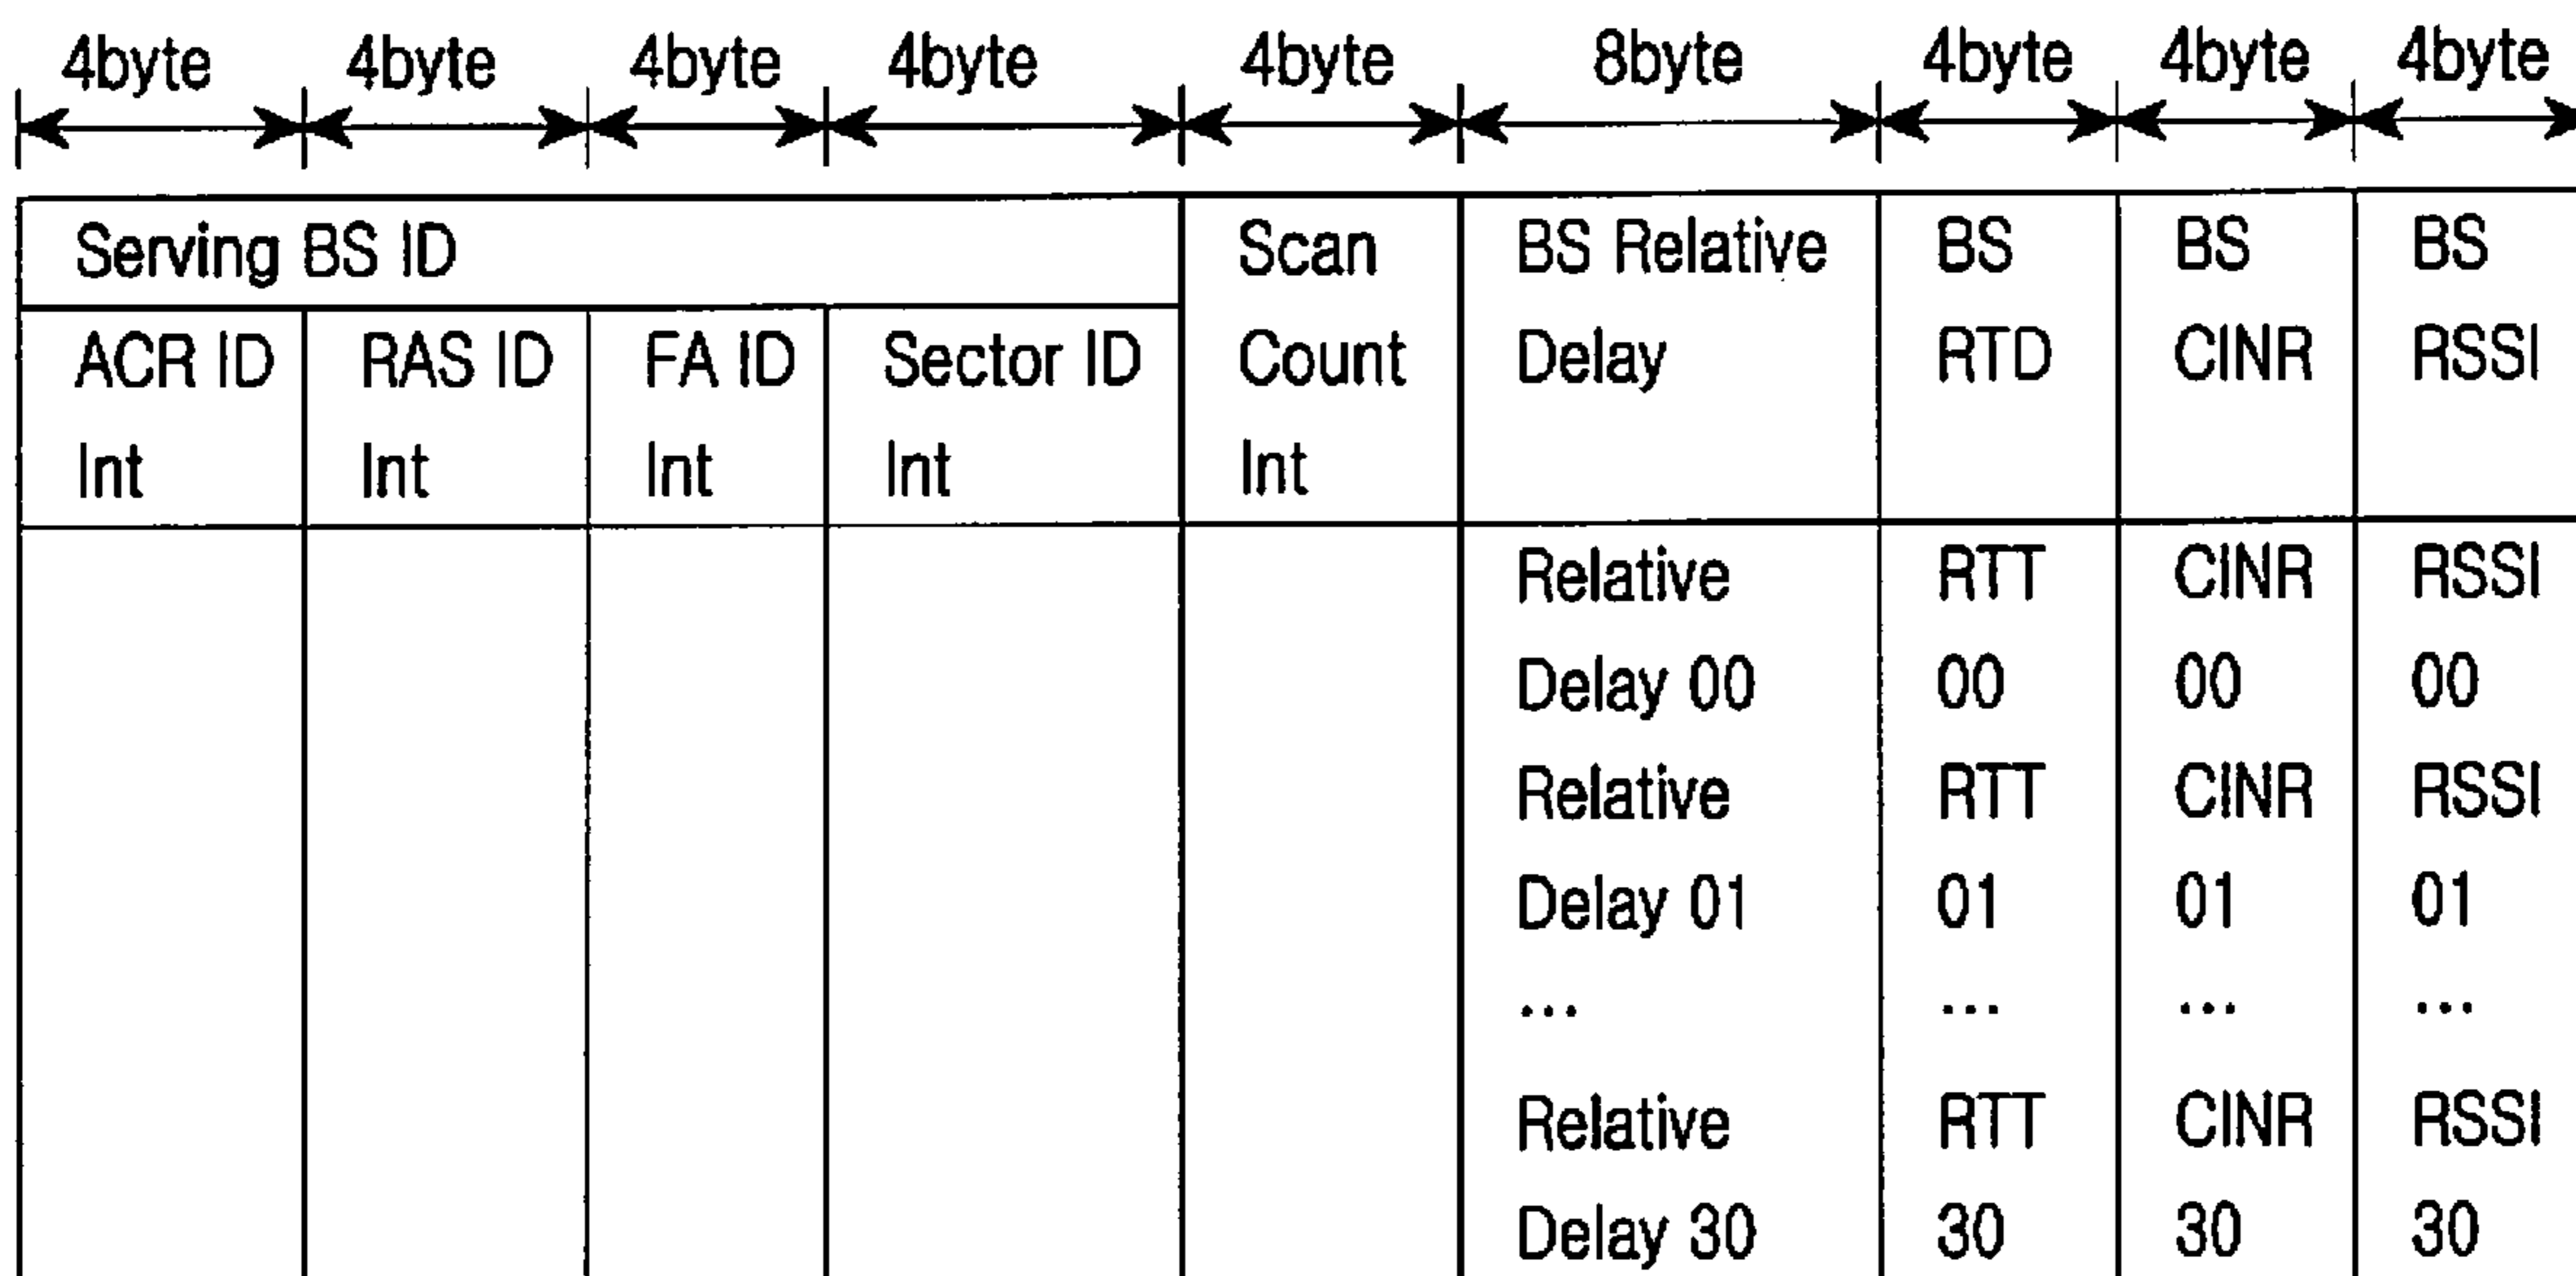 4byte 4byte 4byte 4byte 4byte 8byte 4byte 4byte 4byte
Serving BS ID Scan BS Relative BS BS BS
ACR ID RAS ID FA ID Sector ID Count Delay RTD CINR RSSI
Int Int Int Int Int
Relative RTT CINR RSSI
Delay 00 00 00 00
Relative RTT CINR RSSI
Delay 01 01 01 01
... ... ... ...
Relative RTT CINR RSSI
Delay 30 30 30 30